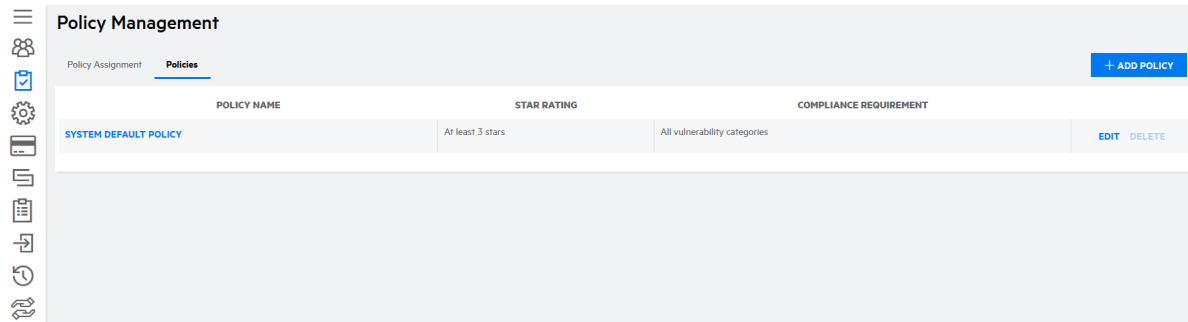 Policy Management
Policy Assignment Policies
+ ADD POLICY
POLICY NAME STAR RATING COMPLIANCE REQUIREMENT
SYSTEM DEFAULT POLICY At least 3 stars All vulnerability categories EDIT DELETE